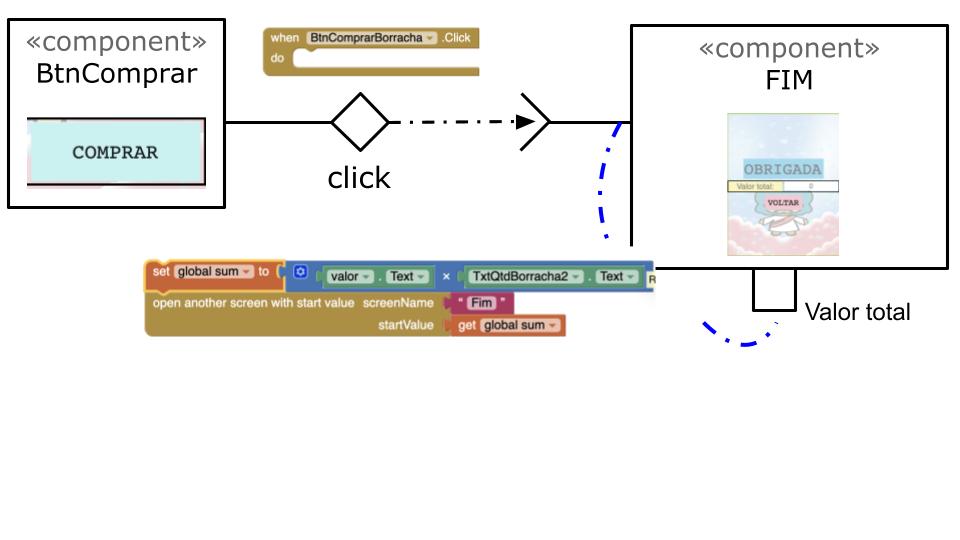 «component»
BtnComprar
COMPRAR
when BtnComprarBorracha .Click
do
click
«component»
FIM
OBRIGADA
Valor total: 0
VOLTAR
set global sum to valor . Text × TxtQtdBorracha2 . Text R
open another screen with start value screenName " Fim "
startValue get global sum
Valor total